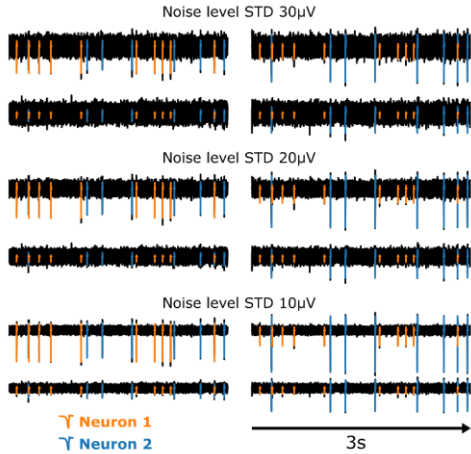 Noise level STD 30µV
Noise level STD 20µV
Noise level STD 10µV
Neuron 1
Neuron 2
3s